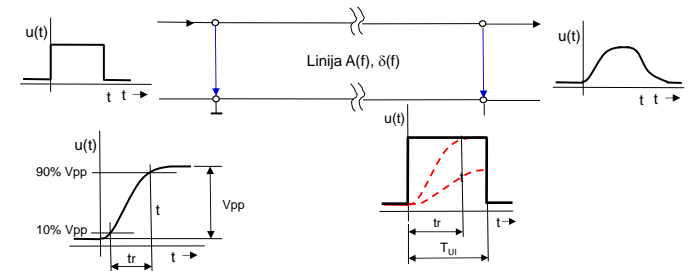 u(t)
t t
Linija A(f), δ(f)
t t
u(t)
90% Vpp
Vpp
t
10% Vpp
tr
t
u(t)
tr
t
T_UI